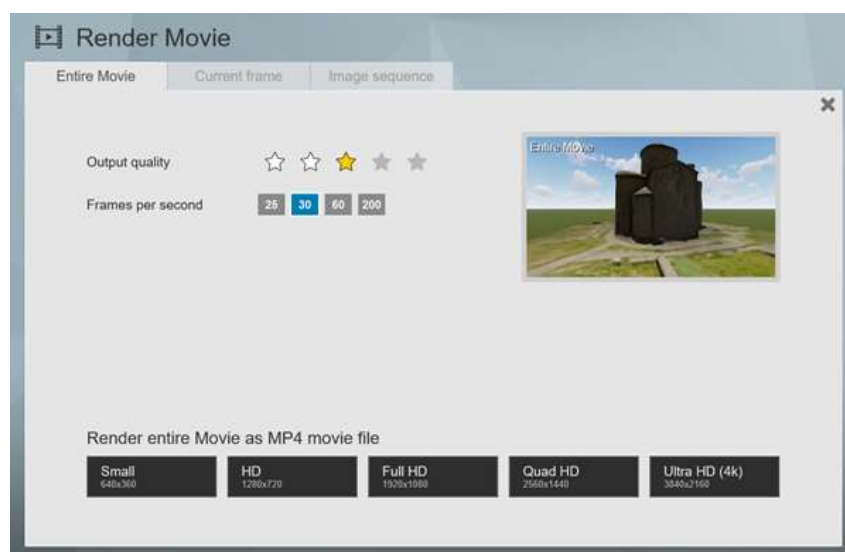 Render Movie
Entire Movie Current frame Image sequence
Output quality
Entire Movie
Frames per second 25 30 60 200
Render entire Movie as MP4 movie file
Small HD Full HD Quad HD Ultra HD (4k)
640x360 1280x720 1920x1080 2560x1440 3840x2160